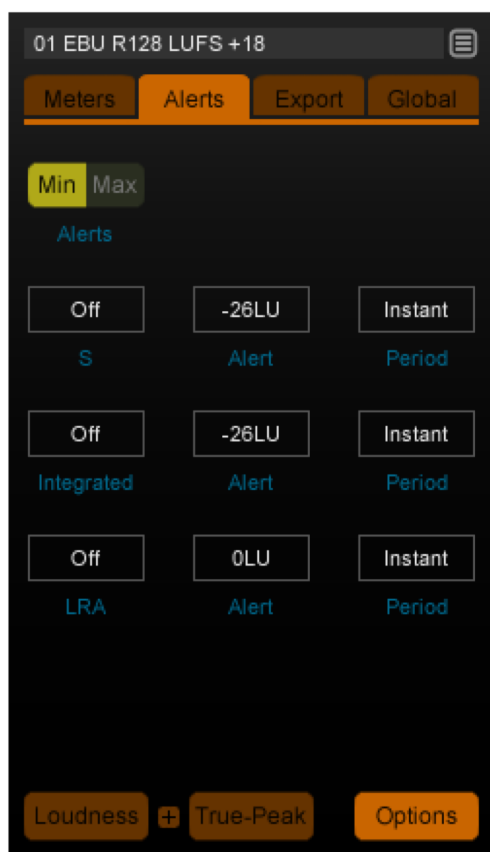 01 EBU R128 LUFS +18
Meters Alerts Export Global
Min Max
Alerts
Off -26LU Instant
S Alert Period
Off -26LU Instant
Integrated Alert Period
Off 0LU Instant
LRA Alert Period
Loudness + True-Peak Options